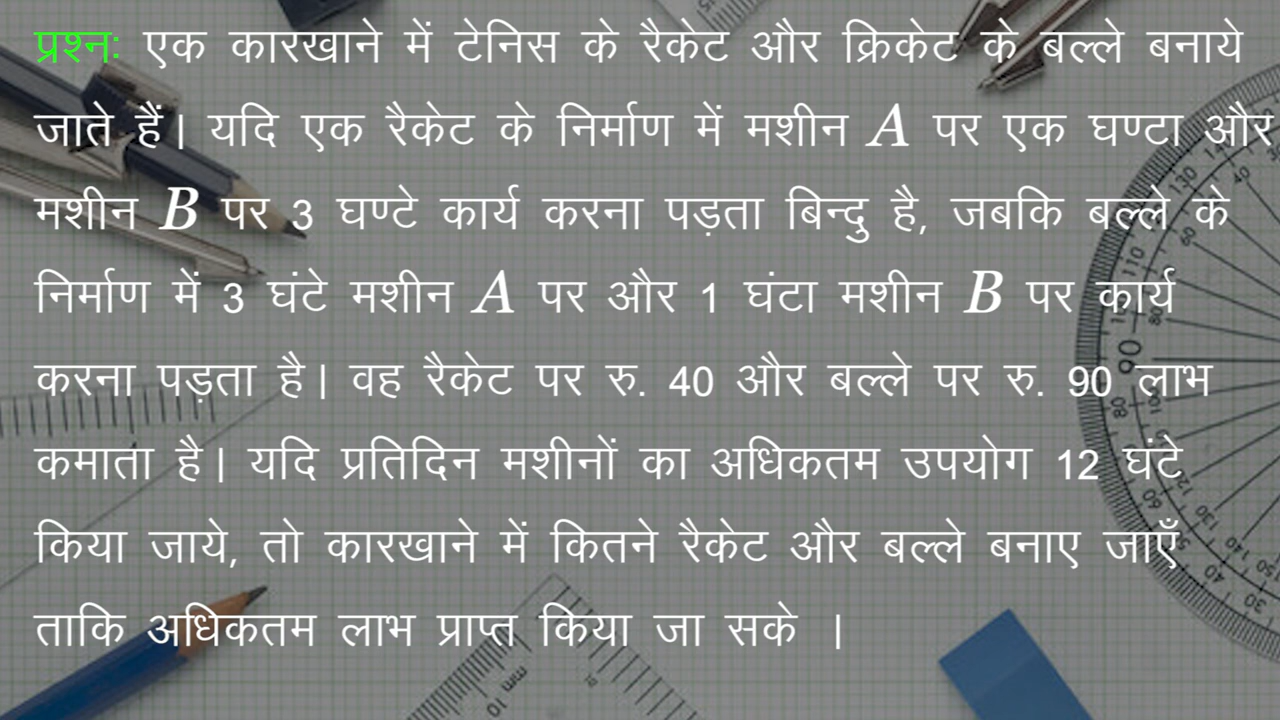 प्रश्न: एक कारखाने में टेनिस के रैकेट और क्रिकेट के बल्ले बनाये
जाते हैं। यदि एक रैकेट के निर्माण में मशीन A पर एक घण्टा और
मशीन B पर 3 घण्टे कार्य करना पड़ता बिन्दु है, जबकि बल्ले के
निर्माण में 3 घंटे मशीन A पर और 1 घंटा मशीन B पर कार्य
करना पड़ता है। वह रैकेट पर रु. 40 और बल्ले पर रु. 90 लाभ
कमाता है। यदि प्रतिदिन मशीनों का अधिकतम उपयोग 12 घंटे
किया जाये, तो कारखाने में कितने रैकेट और बल्ले बनाए जाएँ
ताकि अधिकतम लाभ प्राप्त किया जा सके ।